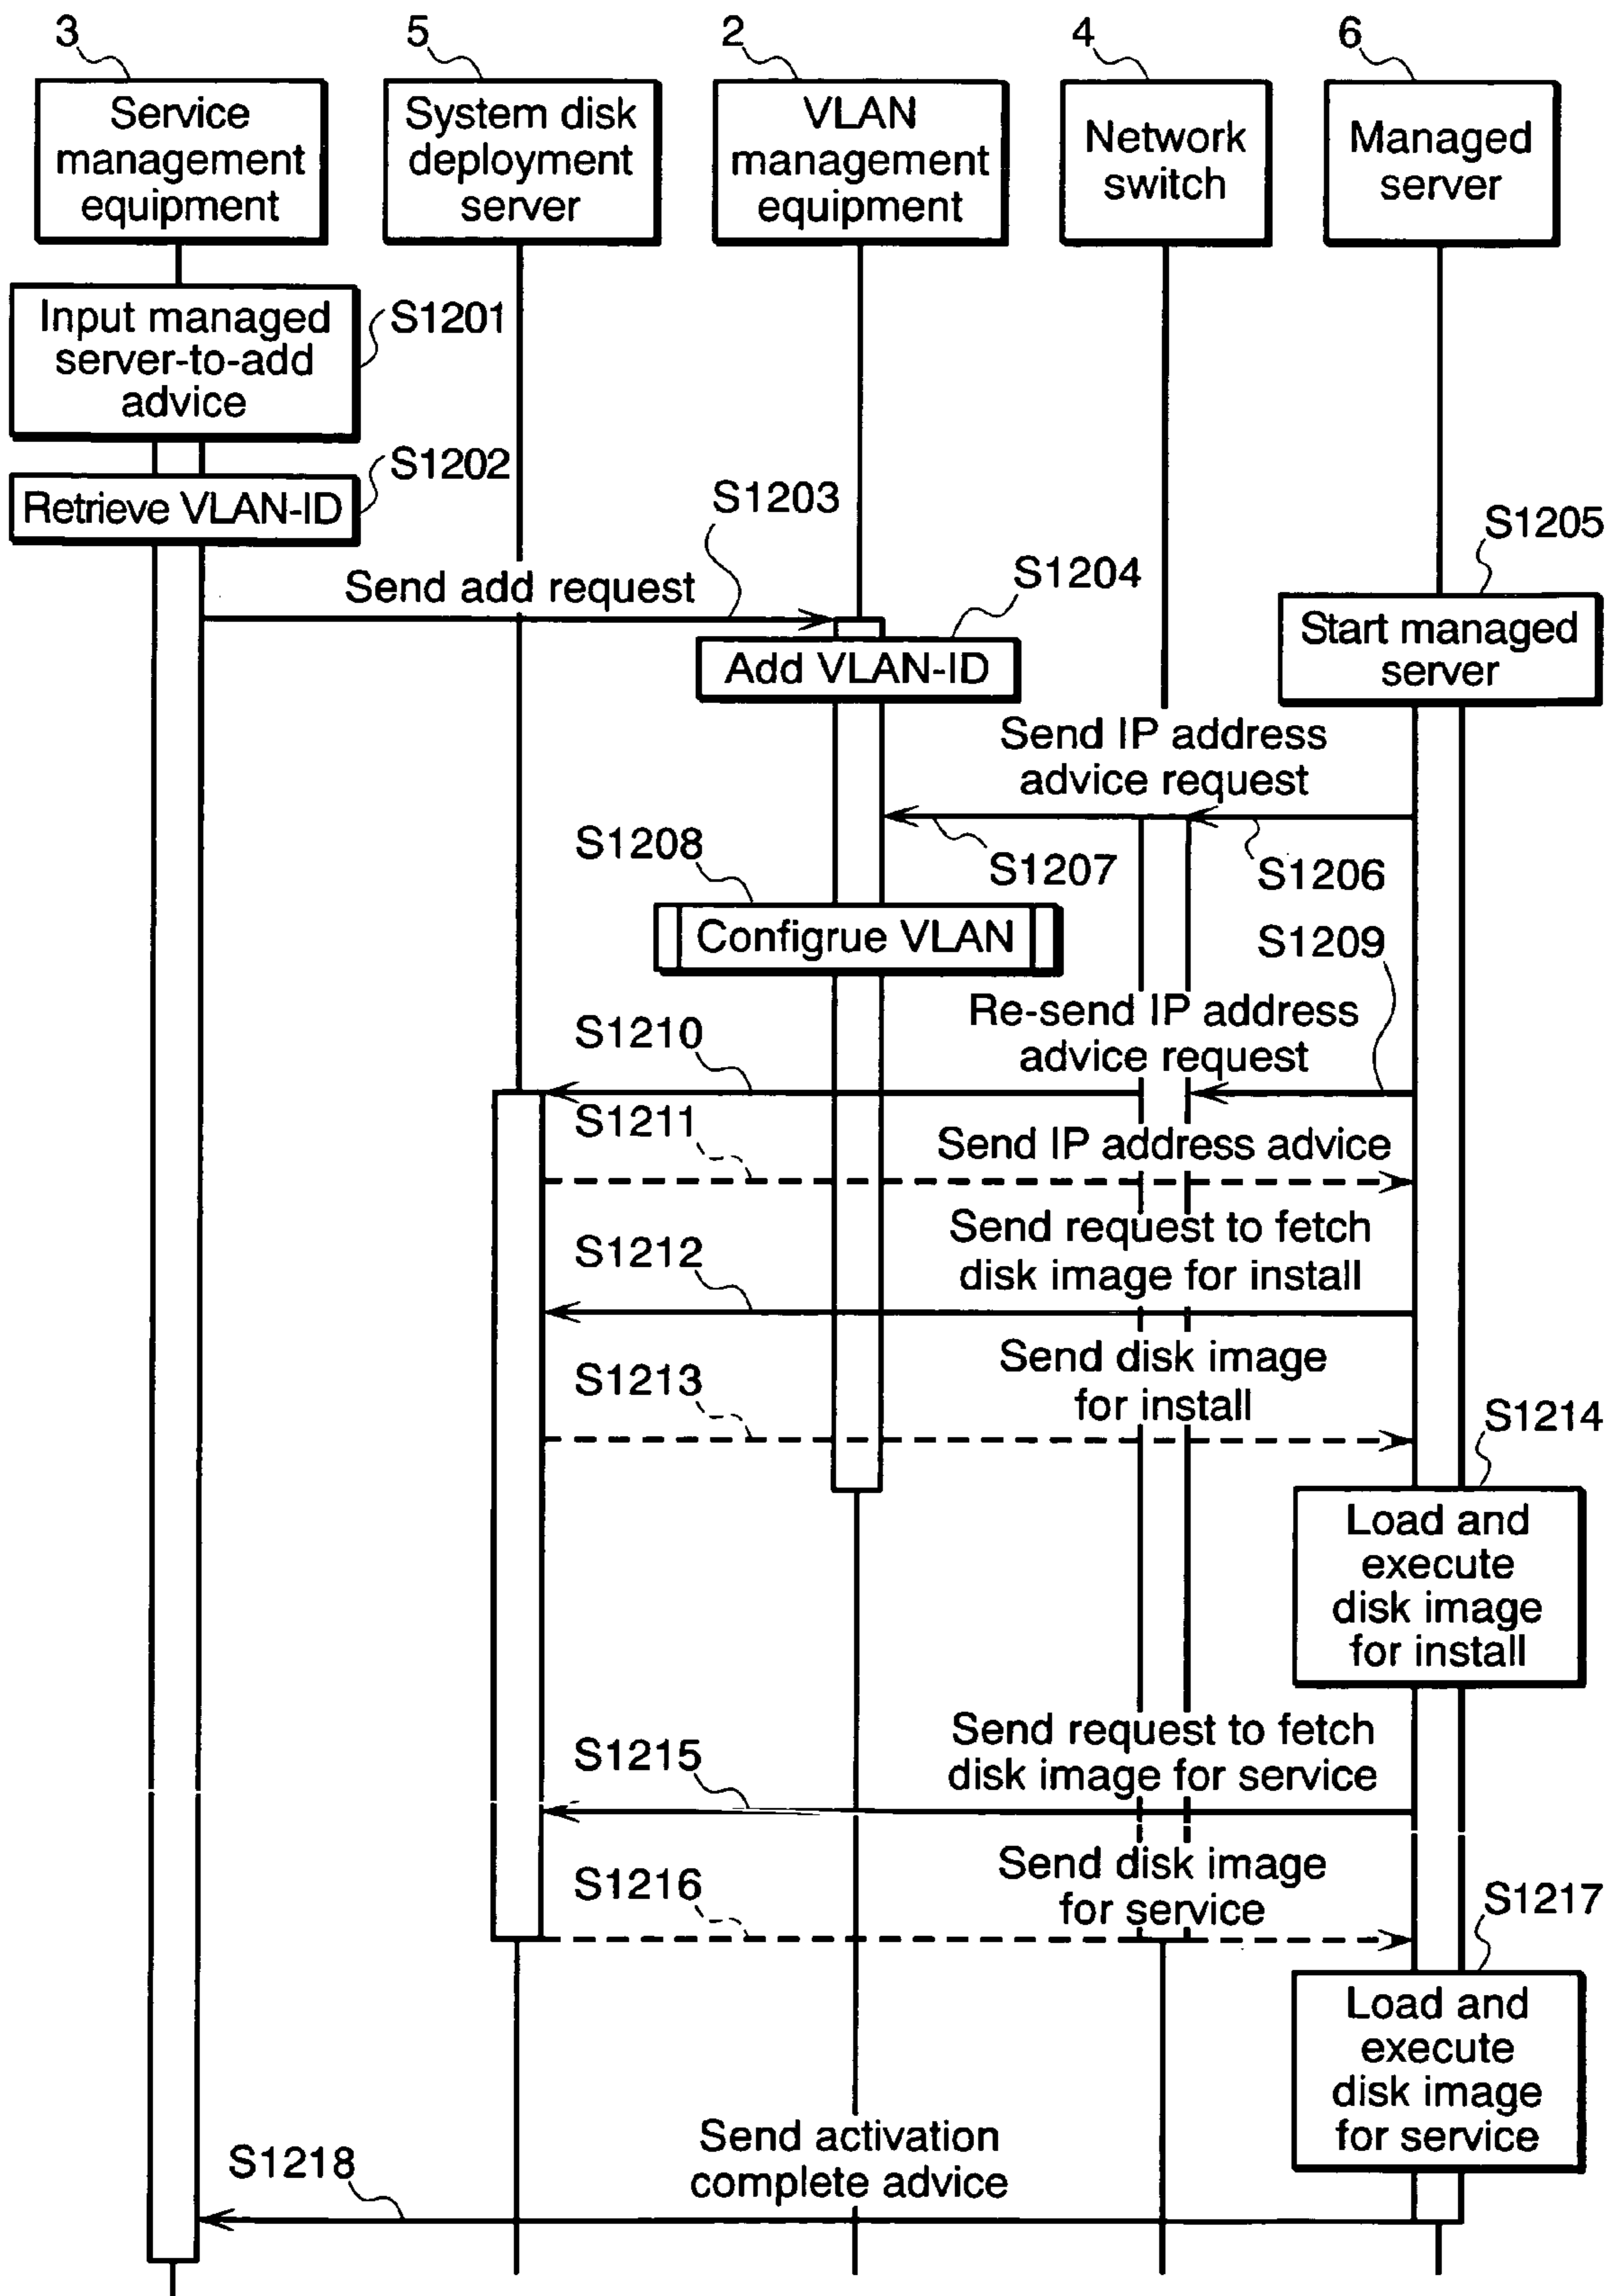 3
5
2
4
6
Service
management
equipment
System disk
deployment
server
VLAN
management
equipment
Network
switch
Managed
server
Input managed
server-to-add
advice
S1201
Retrieve VLAN-ID
S1202
S1203
Send add request
S1204
Add VLAN-ID
S1205
Start managed
server
Send IP address
advice request
S1207
S1206
S1208
Configrue VLAN
S1209
Re-send IP address
advice request
S1210
S1211
Send IP address advice
Send request to fetch
disk image for install
S1212
Send disk image
for install
S1213
S1214
Load and
execute
disk image
for install
Send request to fetch
disk image for service
S1215
Send disk image
for service
S1216
S1217
Load and
execute
disk image
for service
Send activation
complete advice
S1218